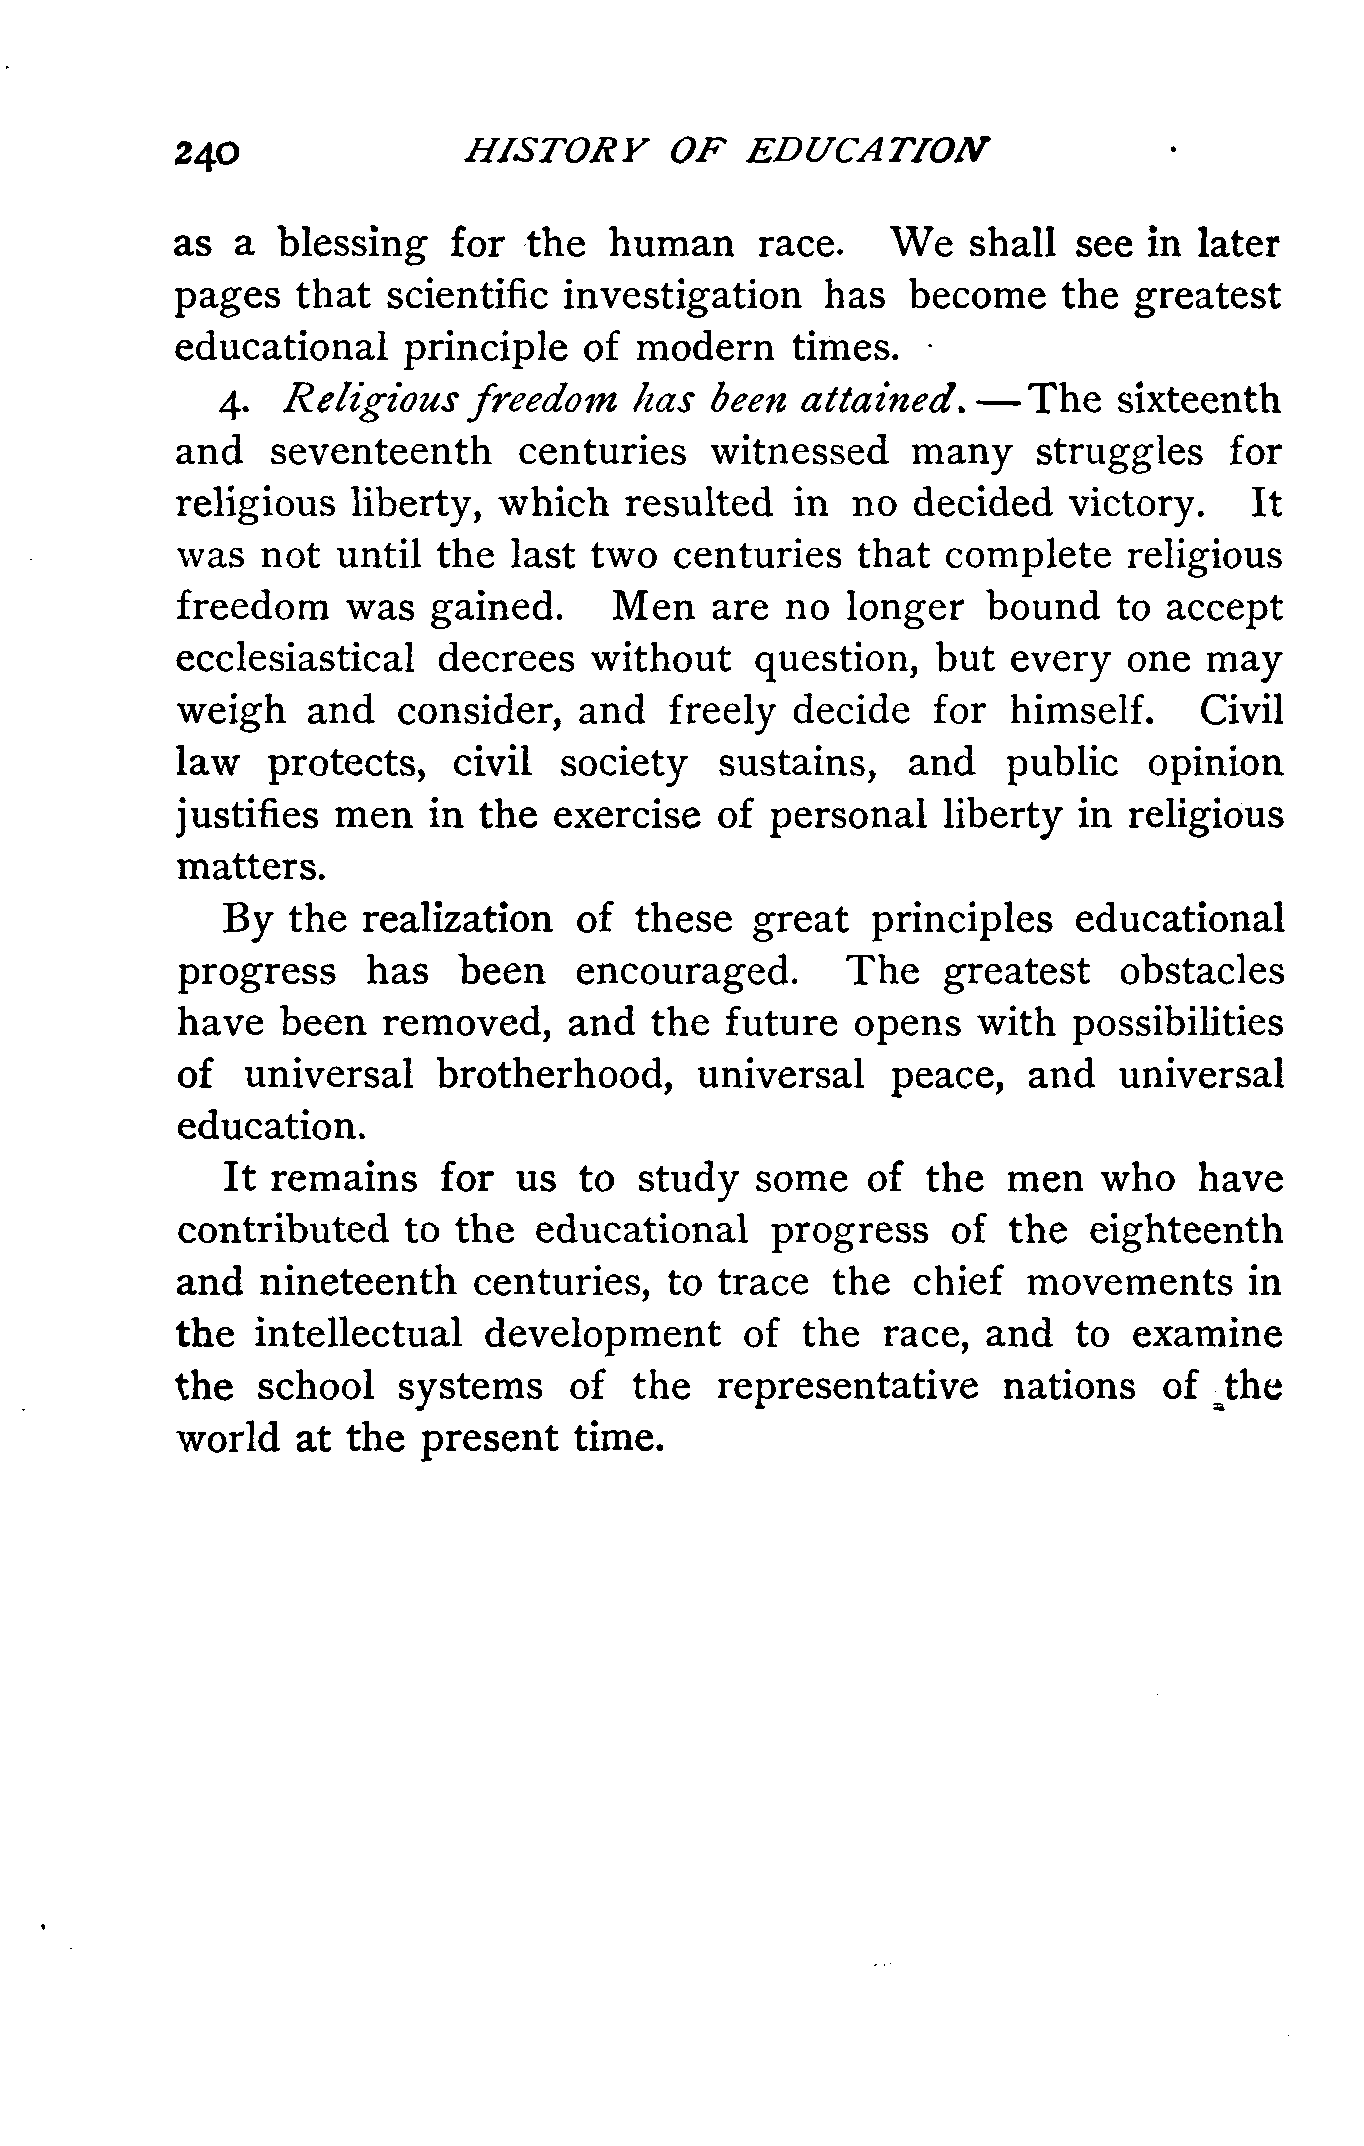 240 HISTORY OF EDUCATION
as a blessing for the human race. We shall see in later
pages that scientific investigation has become the greatest
educational principle of modern times.
4. Religious freedom has been attained. — The sixteenth
and seventeenth centuries witnessed many struggles for
religious liberty, which resulted in no decided victory. It
was not until the last two centuries that complete religious
freedom was gained. Men are no longer bound to accept
ecclesiastical decrees without question, but every one may
weigh and consider, and freely decide for himself. Civil
law protects, civil society sustains, and public opinion
justifies men in the exercise of personal liberty in religious
matters.
By the realization of these great principles educational
progress has been encouraged. The greatest obstacles
have been removed, and the future opens with possibilities
of universal brotherhood, universal peace, and universal
education.
It remains for us to study some of the men who have
contributed to the educational progress of the eighteenth
and nineteenth centuries, to trace the chief movements in
the intellectual development of the race, and to examine
the school systems of the representative nations of the
world at the present time.